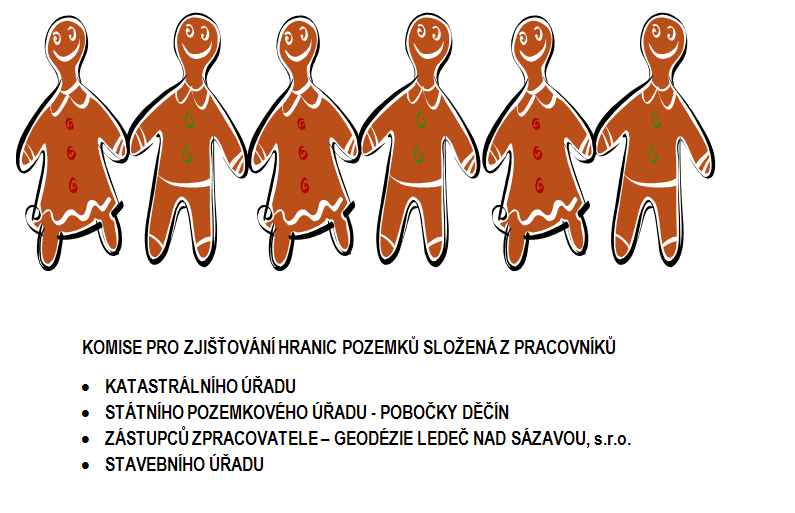 KOMISE PRO ZJIŠŤOVÁNÍ HRANIC POZEMKŮ SLOŽENÁ Z PRACOVNÍKŮ
• KATASTRÁLNÍHO ÚŘADU
• STÁTNÍHO POZEMKOVÉHO ÚŘADU - POBOČKY DĚČÍN
• ZÁSTUPCŮ ZPRACOVATELE – GEODÉZIE LEDEČ NAD SÁZAVOU, s.r.o.
• STAVEBNÍHO ÚŘADU